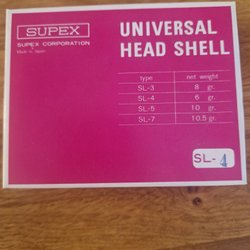 SUPEX
SUPEX CORPORATION
Made in Japan
UNIVERSAL
HEAD SHELL
type net weight
SL-3 8 gr.
SL-4 6 gr.
SL-5 10 gr.
SL-7 10.5 gr.
SL-4